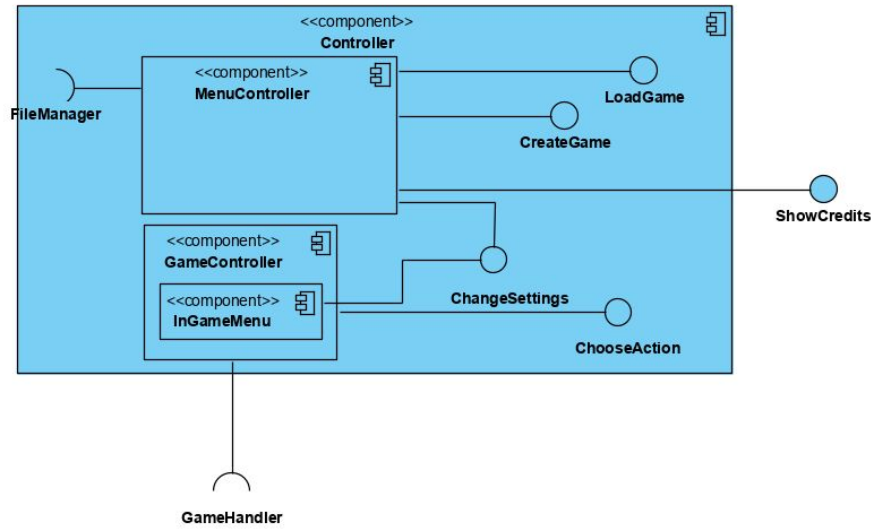 <<component>>
Controller
<<component>>
MenuController
FileManager
LoadGame
CreateGame
ShowCredits
<<component>>
GameController
<<component>>
InGameMenu
ChangeSettings
ChooseAction
GameHandler